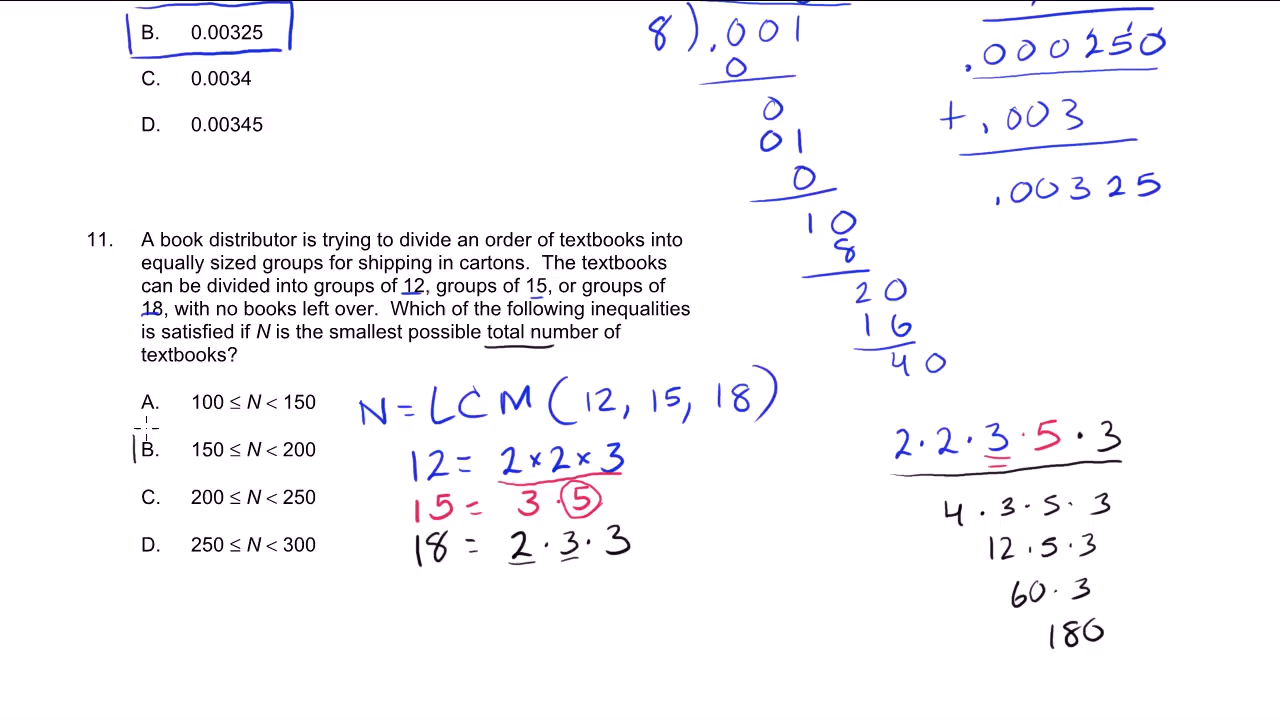 B. 0.00325
C. 0.0034
D. 0.00345
8 ) .001
0
0
01
0
10
8
20
16
40
.000250
+ .003
.00325
11. A book distributor is trying to divide an order of textbooks into
equally sized groups for shipping in cartons. The textbooks
can be divided into groups of 12, groups of 15, or groups of
18, with no books left over. Which of the following inequalities
is satisfied if N is the smallest possible total number of
textbooks?
A. 100 ≤ N < 150
B. 150 ≤ N < 200
C. 200 ≤ N < 250
D. 250 ≤ N < 300
N = LCM (12, 15, 18)
12 = 2 × 2 × 3
15 = 3 · 5
18 = 2 · 3 · 3
2 · 2 · 3 · 5 · 3
4 · 3 · 5 · 3
12 · 5 · 3
60 · 3
180